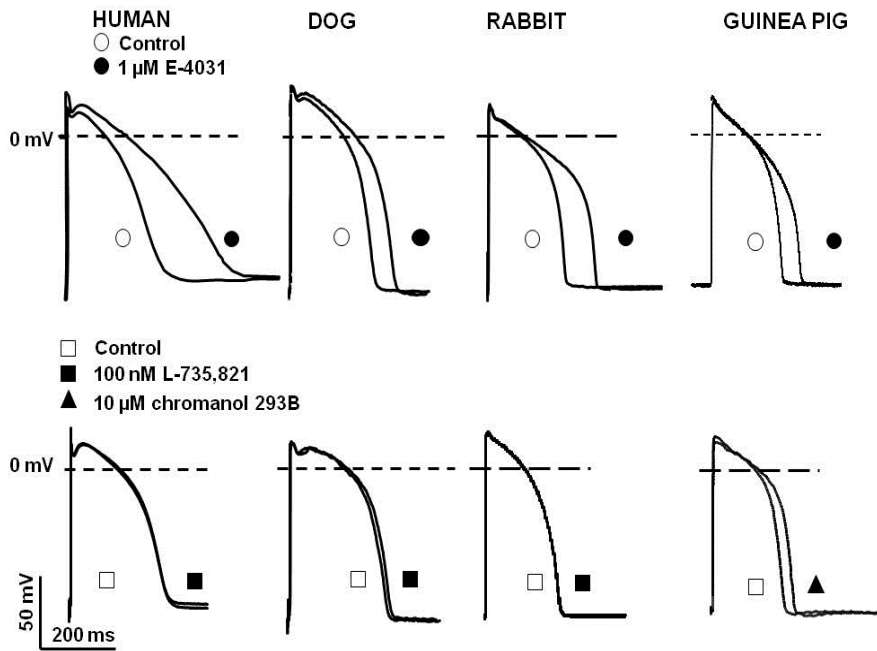 HUMAN DOG RABBIT GUINEA PIG
Control
1 µM E-4031
0 mV
Control
100 nM L-735,821
10 µM chromanol 293B
0 mV
50 mV
200 ms